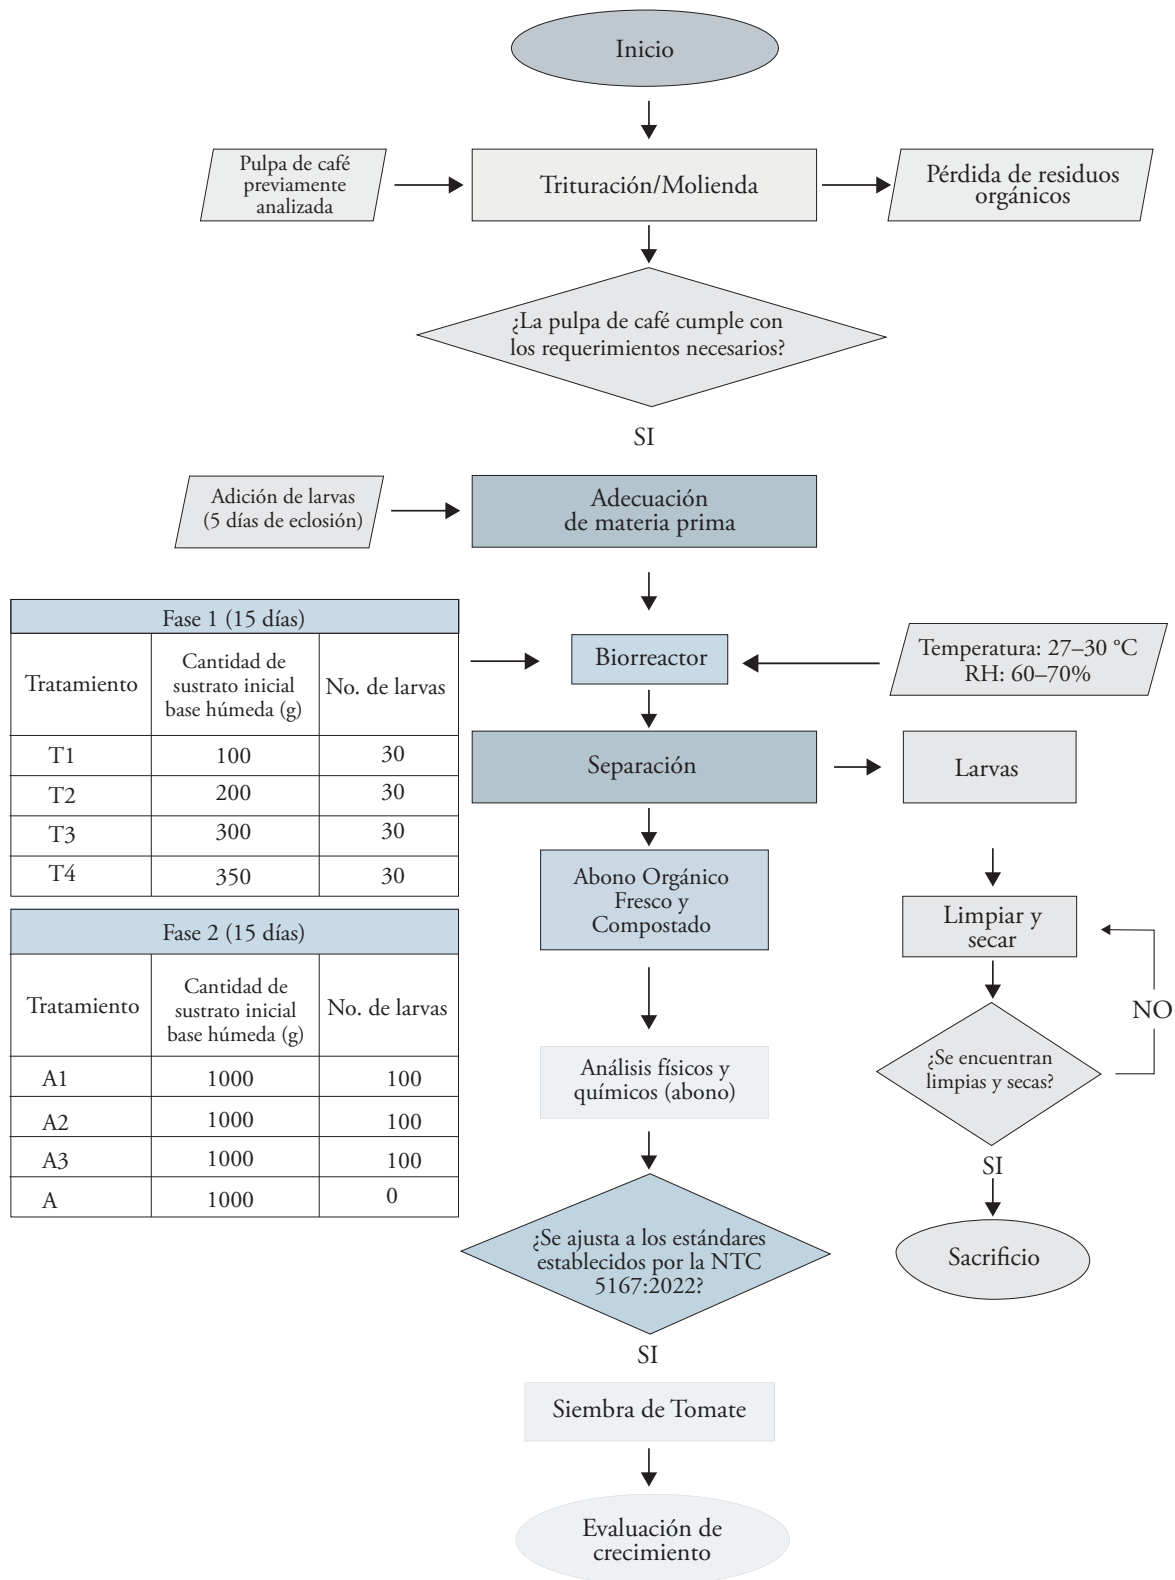 Inicio
Pulpa de café
previamente
analizada
Trituración/Molienda
Pérdida de residuos
orgánicos
¿La pulpa de café cumple con
los requerimientos necesarios?
SI
Adición de larvas
(5 días de eclosión)
Adecuación
de materia prima
Fase 1 (15 días)
Tratamiento
Cantidad de
sustrato inicial
base húmeda (g)
No. de larvas
T1 100 30
T2 200 30
T3 300 30
T4 350 30
Biorreactor
Temperatura: 27–30 °C
RH: 60–70%
Separación
Larvas
Abono Orgánico
Fresco y
Compostado
Limpiar y
secar
Fase 2 (15 días)
Tratamiento
Cantidad de
sustrato inicial
base húmeda (g)
No. de larvas
A1 1000 100
A2 1000 100
A3 1000 100
A 1000 0
NO
Análisis físicos y
químicos (abono)
¿Se encuentran
limpias y secas?
SI
Sacrificio
¿Se ajusta a los estándares
establecidos por la NTC
5167:2022?
SI
Siembra de Tomate
Evaluación de
crecimiento